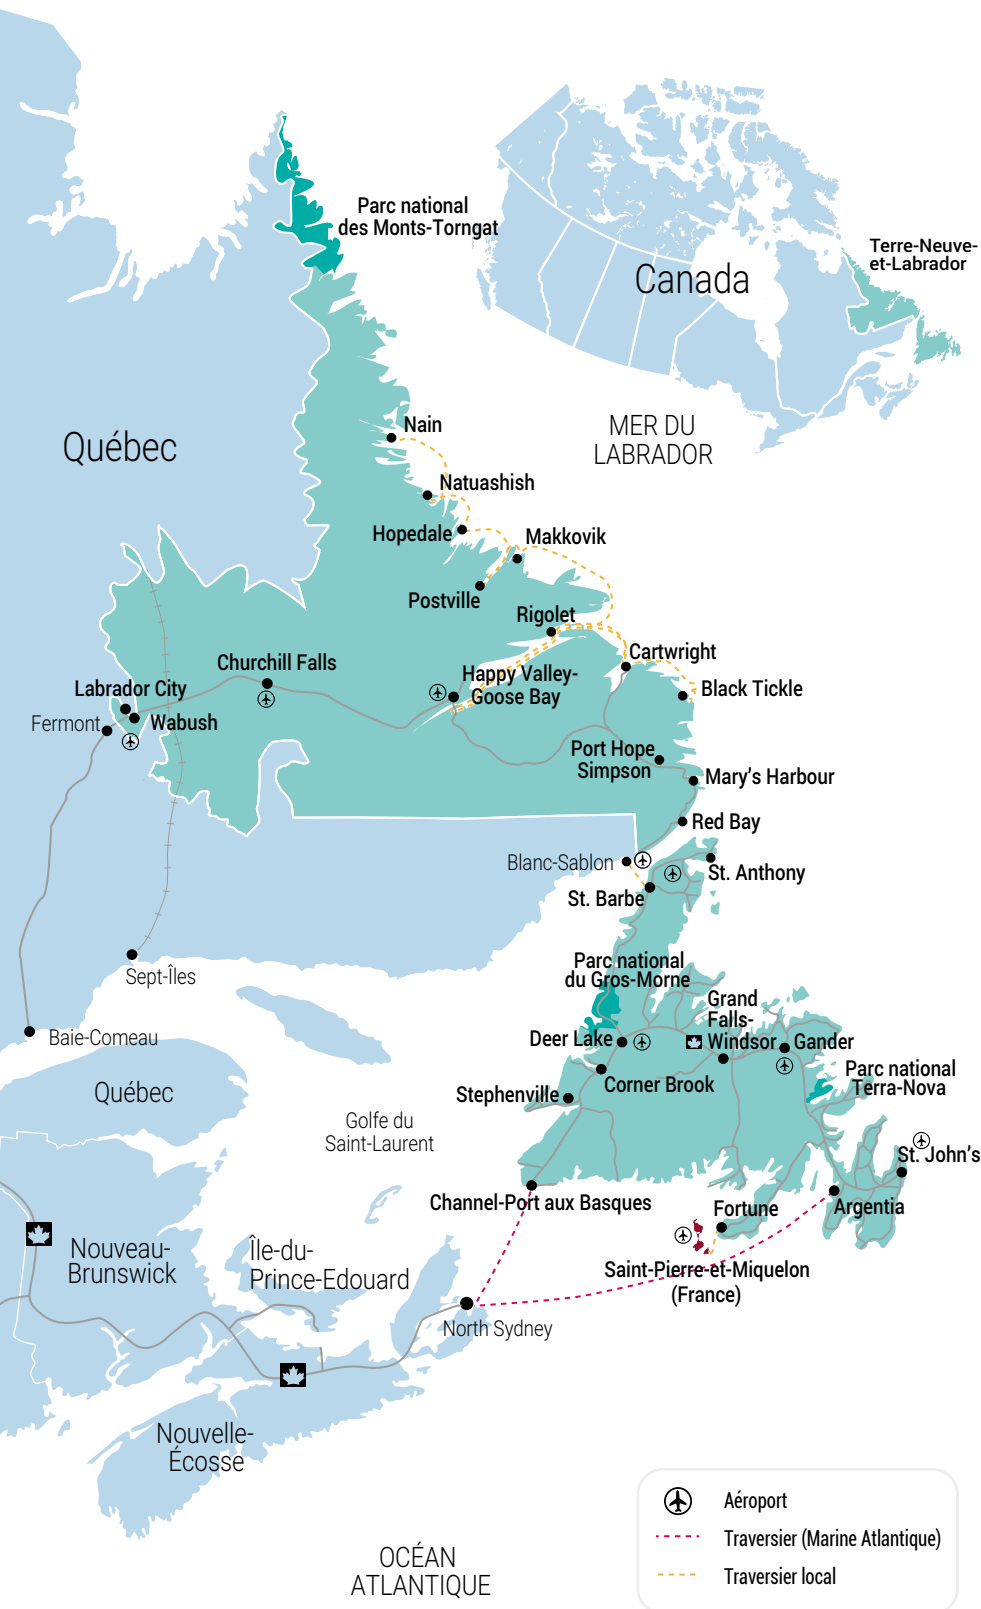 Parc national
des Monts-Torngat
Terre-Neuve-
et-Labrador
Canada
MER DU
LABRADOR
Québec
Nain
Natuashish
Hopedale
Makkovik
Postville
Rigolet
Cartwright
Churchill Falls
Happy Valley-
Goose Bay
Black Tickle
Labrador City
Fermont
Wabush
Port Hope
Simpson
Mary's Harbour
Red Bay
Blanc-Sablon
St. Anthony
St. Barbe
Sept-Îles
Parc national
du Gros-Morne
Grand
Falls-
Windsor
Deer Lake
Gander
Baie-Comeau
Parc national
Terra-Nova
Corner Brook
Stephenville
Québec
Golfe du
Saint-Laurent
St. John's
Channel-Port aux Basques
Fortune
Argentia
Saint-Pierre-et-Miquelon
(France)
Nouveau-
Brunswick
Île-du-
Prince-Edouard
North Sydney
Nouvelle-
Écosse
OCÉAN
ATLANTIQUE
Aéroport
Traversier (Marine Atlantique)
Traversier local